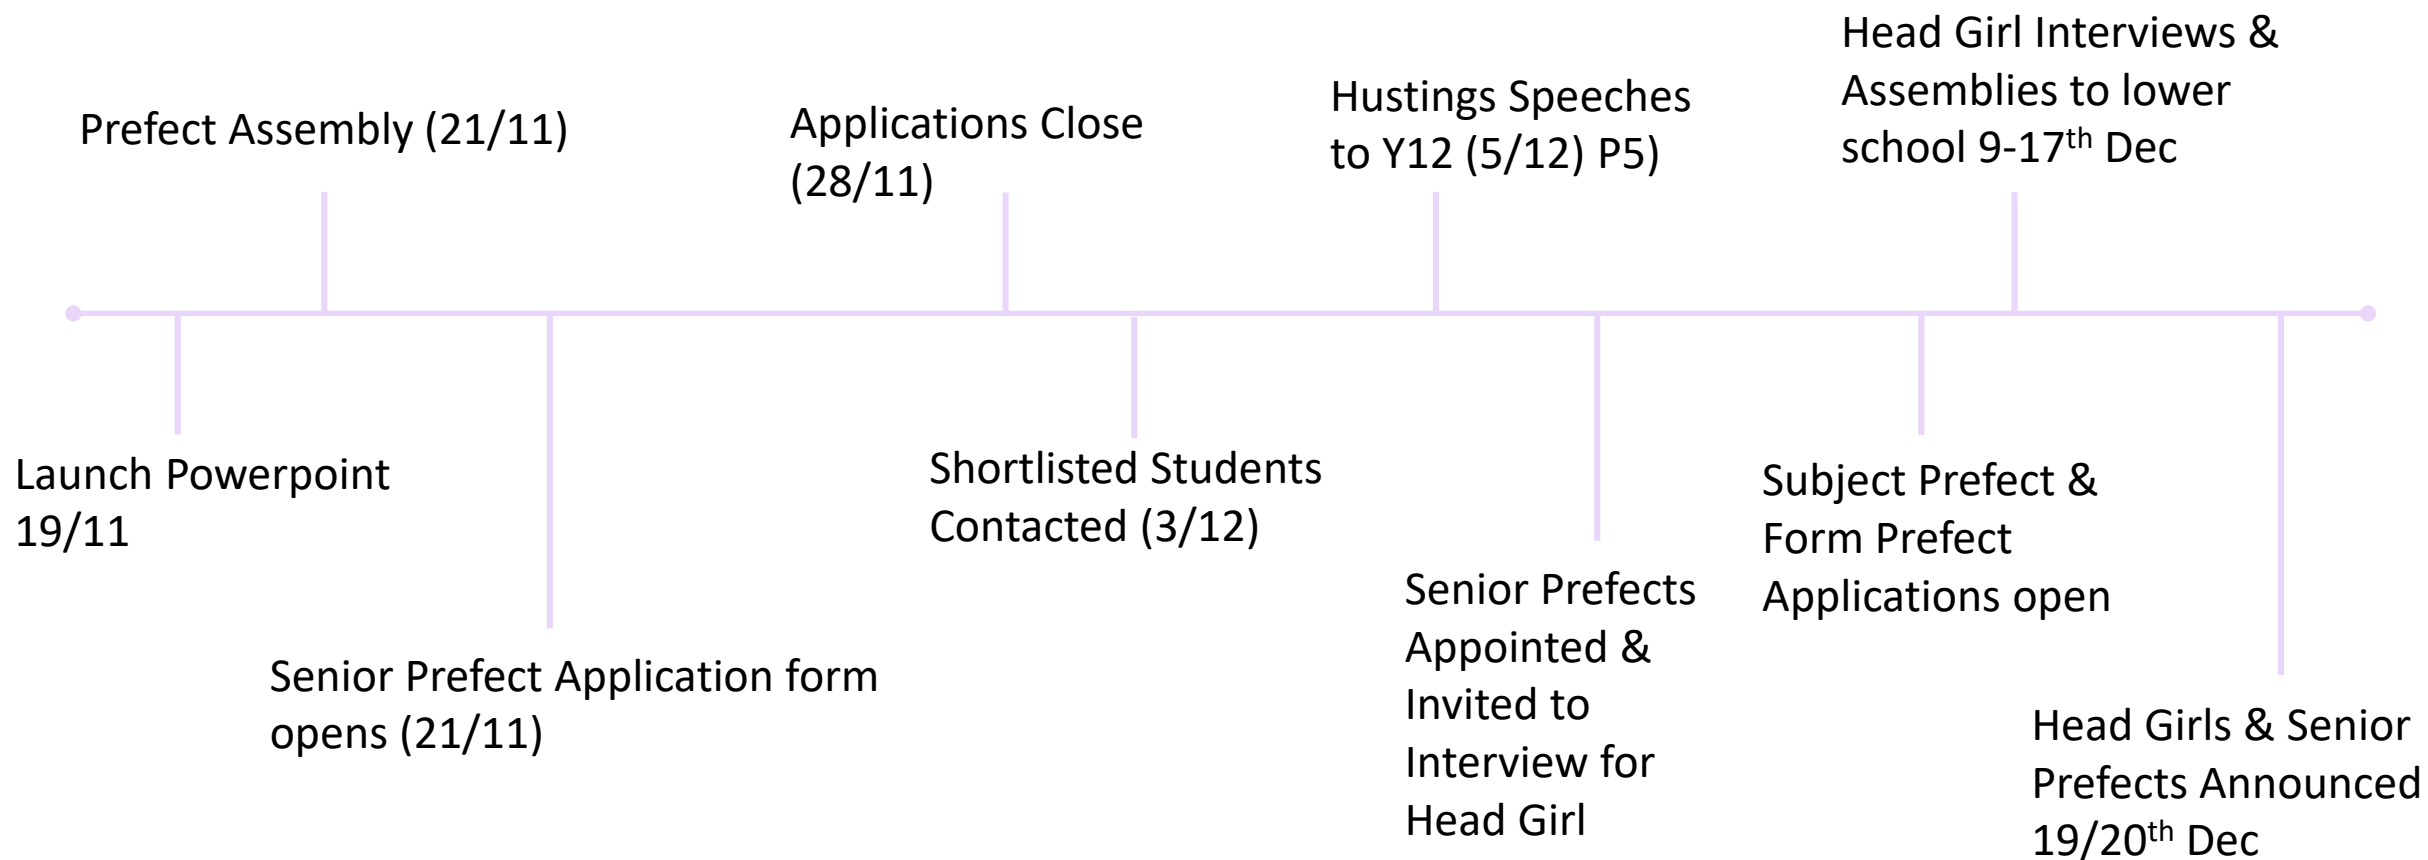 Prefect Assembly (21/11)
Applications Close
(28/11)
Hustings Speeches
to Y12 (5/12) P5)
Head Girl Interviews &
Assemblies to lower
school 9-17th Dec
Launch Powerpoint
19/11
Senior Prefect Application form
opens (21/11)
Shortlisted Students
Contacted (3/12)
Senior Prefects
Appointed &
Invited to
Interview for
Head Girl
Subject Prefect &
Form Prefect
Applications open
Head Girls & Senior
Prefects Announced
19/20th Dec